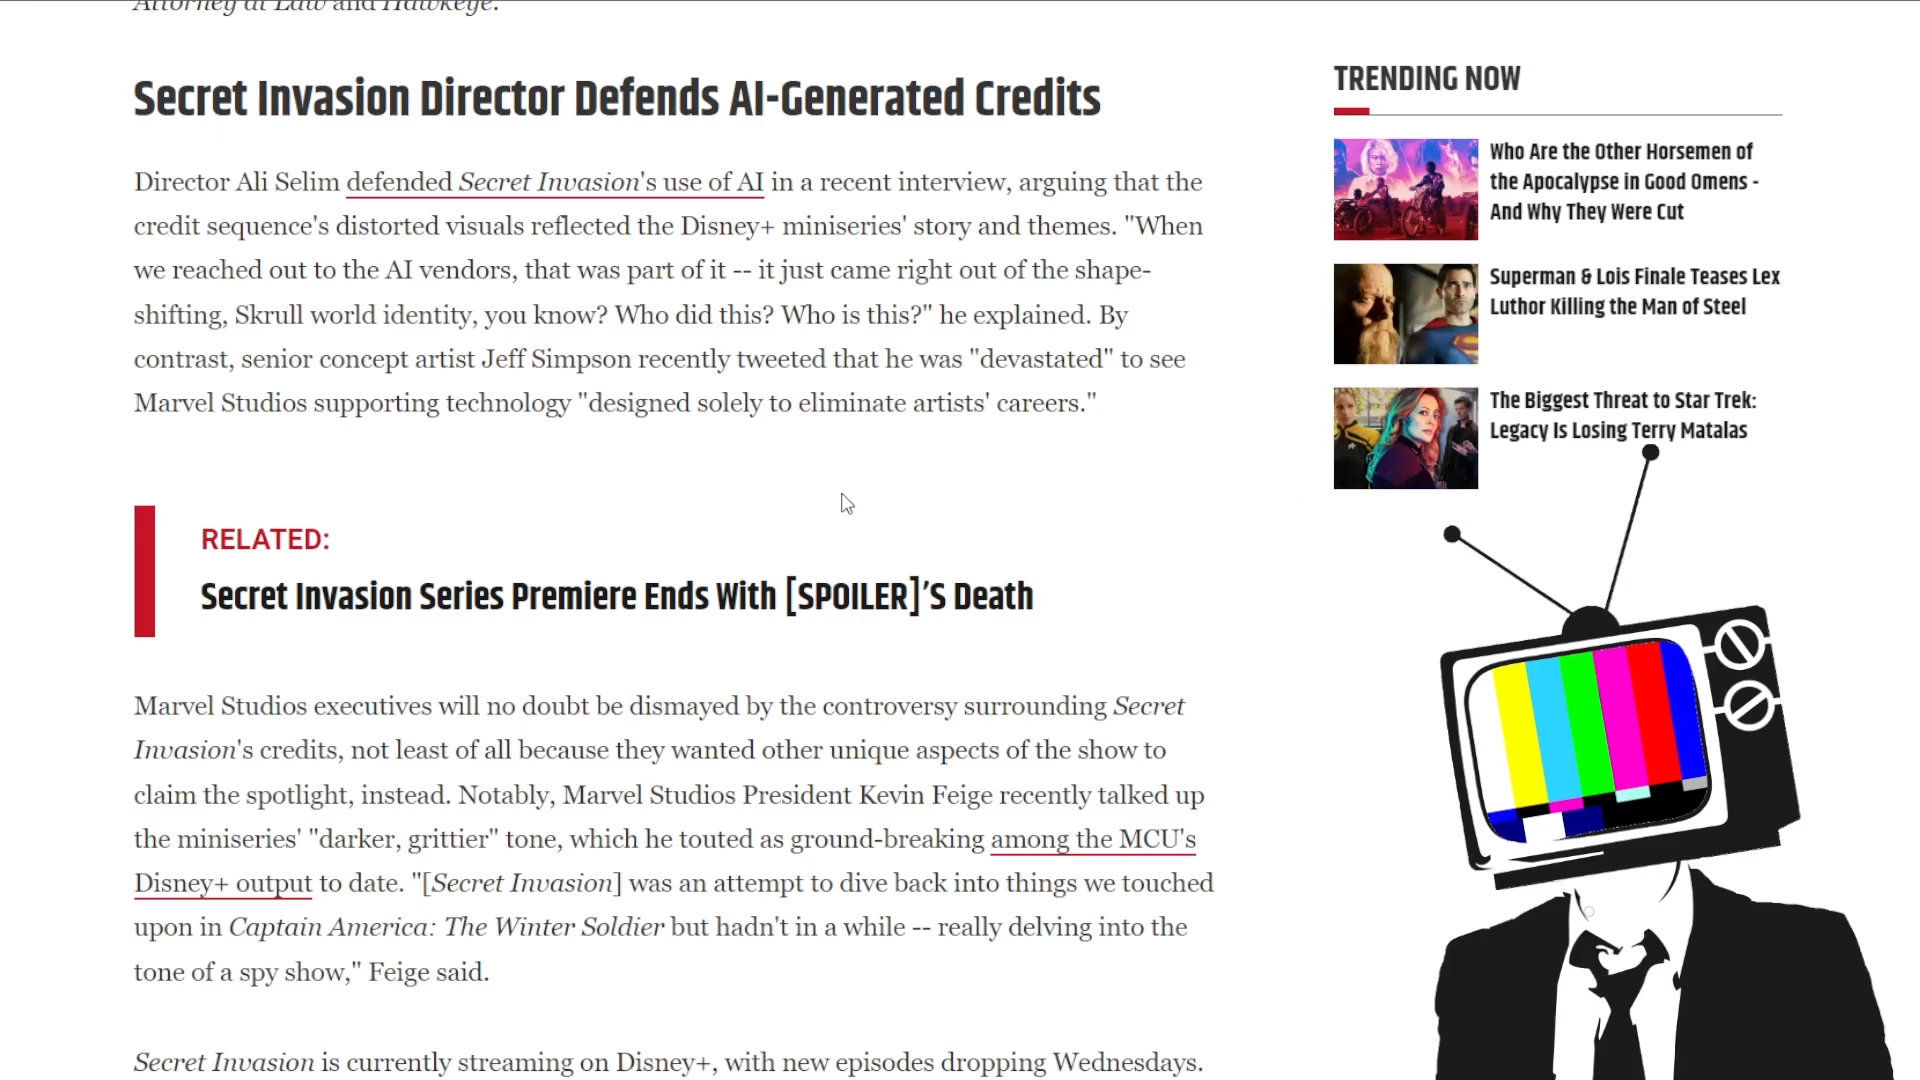 Attorney at Law and Hawkeye.
Secret Invasion Director Defends AI-Generated Credits
Director Ali Selim defended Secret Invasion's use of AI in a recent interview, arguing that the
credit sequence's distorted visuals reflected the Disney+ miniseries' story and themes. "When
we reached out to the AI vendors, that was part of it -- it just came right out of the shape-
shifting, Skrull world identity, you know? Who did this? Who is this?" he explained. By
contrast, senior concept artist Jeff Simpson recently tweeted that he was "devastated" to see
Marvel Studios supporting technology "designed solely to eliminate artists' careers."
RELATED:
Secret Invasion Series Premiere Ends With [SPOILER]’S Death
Marvel Studios executives will no doubt be dismayed by the controversy surrounding Secret
Invasion's credits, not least of all because they wanted other unique aspects of the show to
claim the spotlight, instead. Notably, Marvel Studios President Kevin Feige recently talked up
the miniseries' "darker, grittier" tone, which he touted as ground-breaking among the MCU's
Disney+ output to date. "[Secret Invasion] was an attempt to dive back into things we touched
upon in Captain America: The Winter Soldier but hadn't in a while -- really delving into the
tone of a spy show," Feige said.
Secret Invasion is currently streaming on Disney+, with new episodes dropping Wednesdays.
TRENDING NOW
Who Are the Other Horsemen of
the Apocalypse in Good Omens -
And Why They Were Cut
Superman & Lois Finale Teases Lex
Luthor Killing the Man of Steel
The Biggest Threat to Star Trek:
Legacy Is Losing Terry Matalas